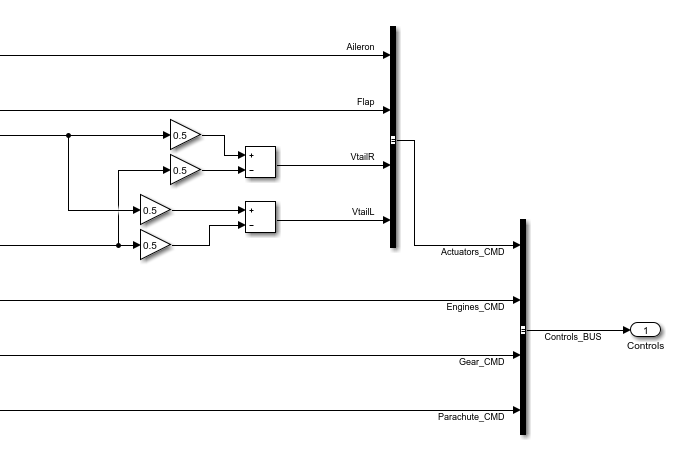 Aileron
Flap
0.5
+
VtailR
0.5
−
VtailL
0.5
+
0.5
−
Actuators_CMD
Engines_CMD
1
Controls_BUS
Controls
Gear_CMD
Parachute_CMD